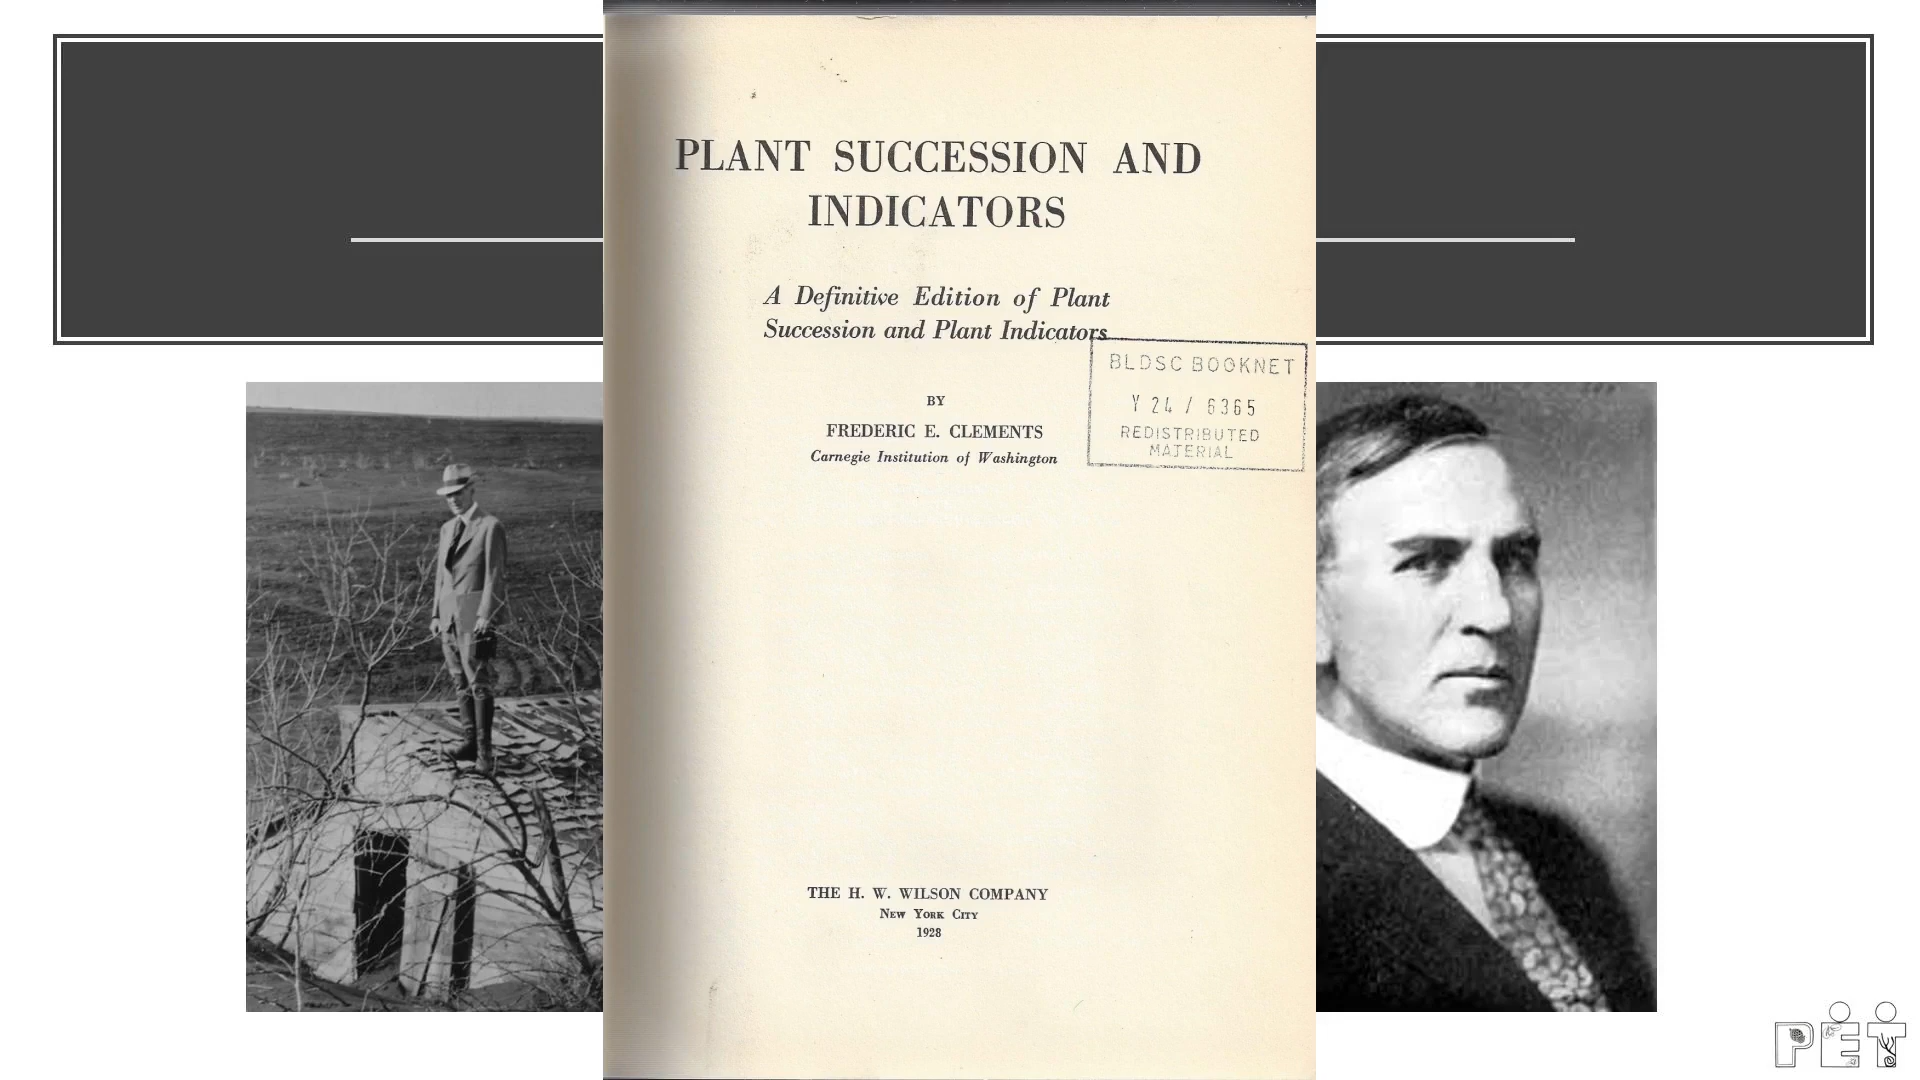 PLANT SUCCESSION AND
INDICATORS
A Definitive Edition of Plant
Succession and Plant Indicators
BLDSC BOOKNET
Y 24 / 6365
REDISTRIBUTED
MATERIAL
BY
FREDERIC E. CLEMENTS
Carnegie Institution of Washington
THE H. W. WILSON COMPANY
NEW YORK CITY
1928
PET